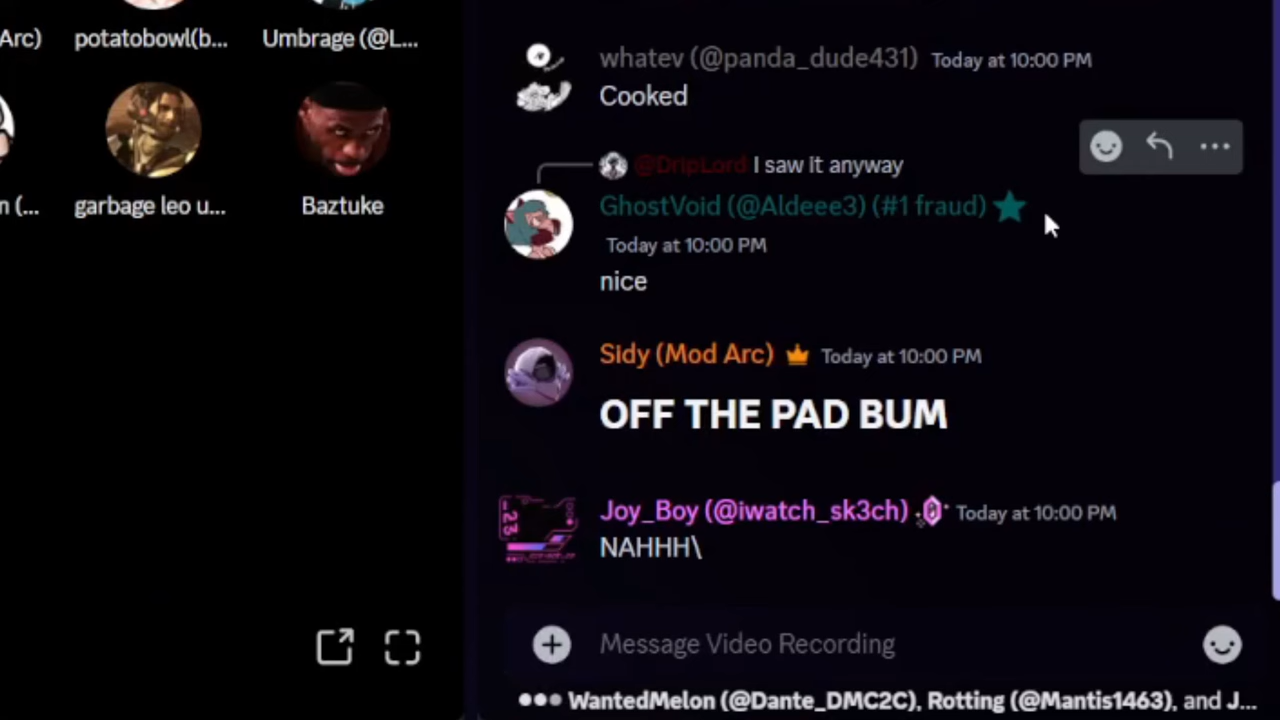 Arc)
potatobowl(b...
Umbrage (@L...
n (...
garbage leo u...
Baztuke
whatev (@panda_dude431) Today at 10:00 PM
Cooked
@DripLord I saw it anyway
GhostVoid (@Aldeee3) (#1 fraud)
Today at 10:00 PM
nice
Sidy (Mod Arc) Today at 10:00 PM
OFF THE PAD BUM
Joy_Boy (@iwatch_sk3ch) Today at 10:00 PM
NAHHH\
Message Video Recording
WantedMelon (@Dante_DMC2C), Rotting (@Mantis1463), and J...